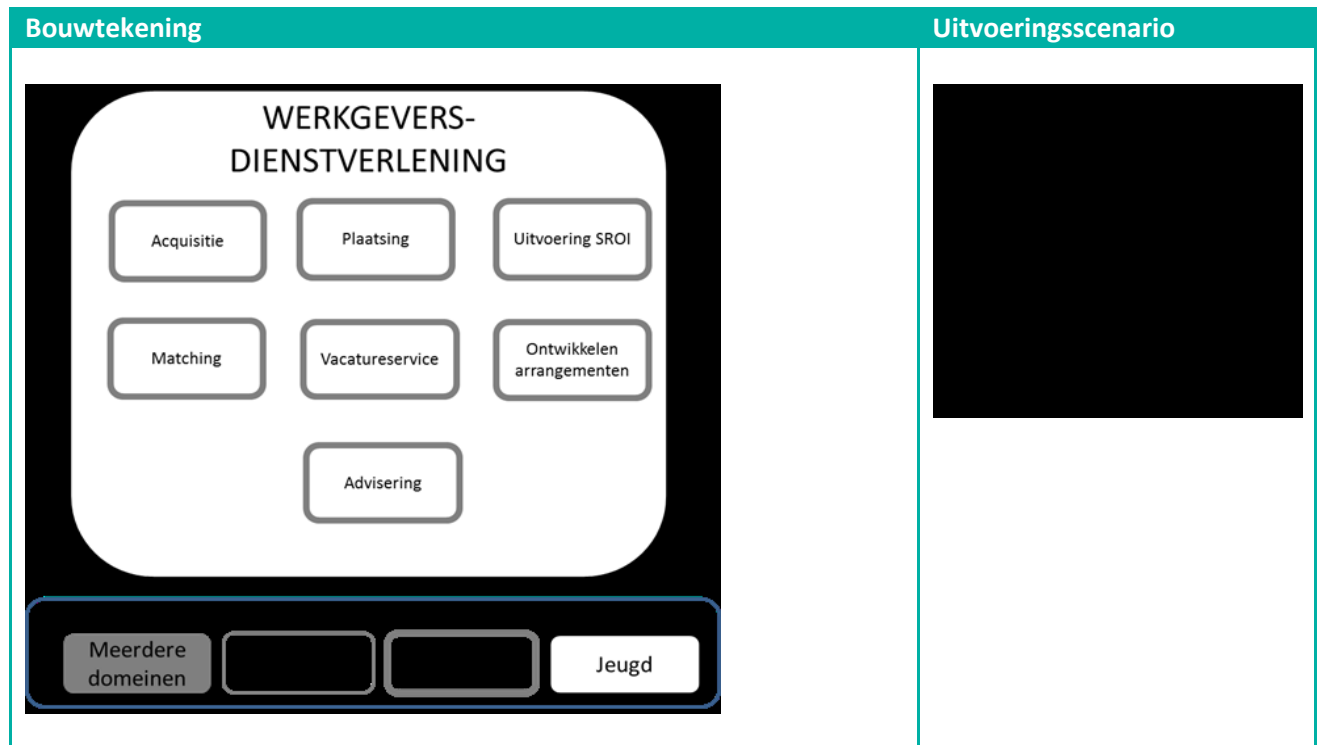 Bouwtekening
Uitvoeringsscenario
WERKGEVERS-
DIENSTVERLENING
Acquisitie
Plaatsing
Uitvoering SROI
Matching
Vacatureservice
Ontwikkelen
arrangementen
Advisering
Meerdere
domeinen
Jeugd